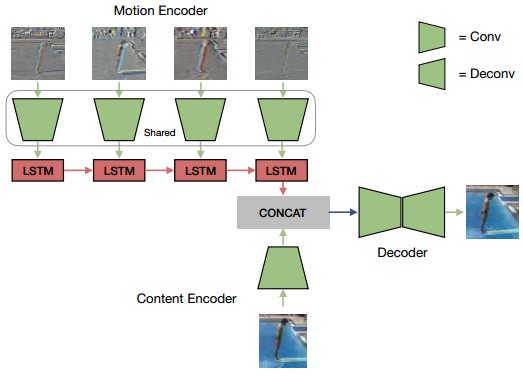 Motion Encoder
= Conv
= Deconv
Shared
LSTM
LSTM
LSTM
LSTM
CONCAT
Decoder
Content Encoder